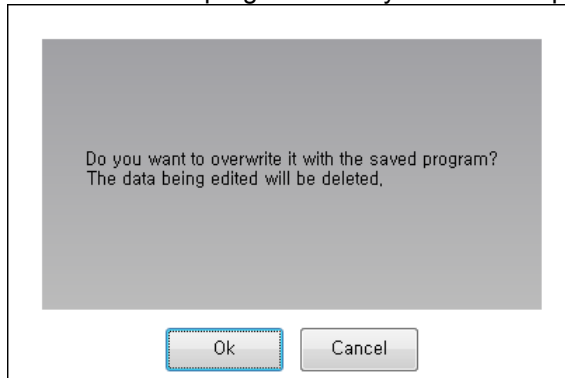 Do you want to overwrite it with the saved program?
The data being edited will be deleted,
Ok
Cancel